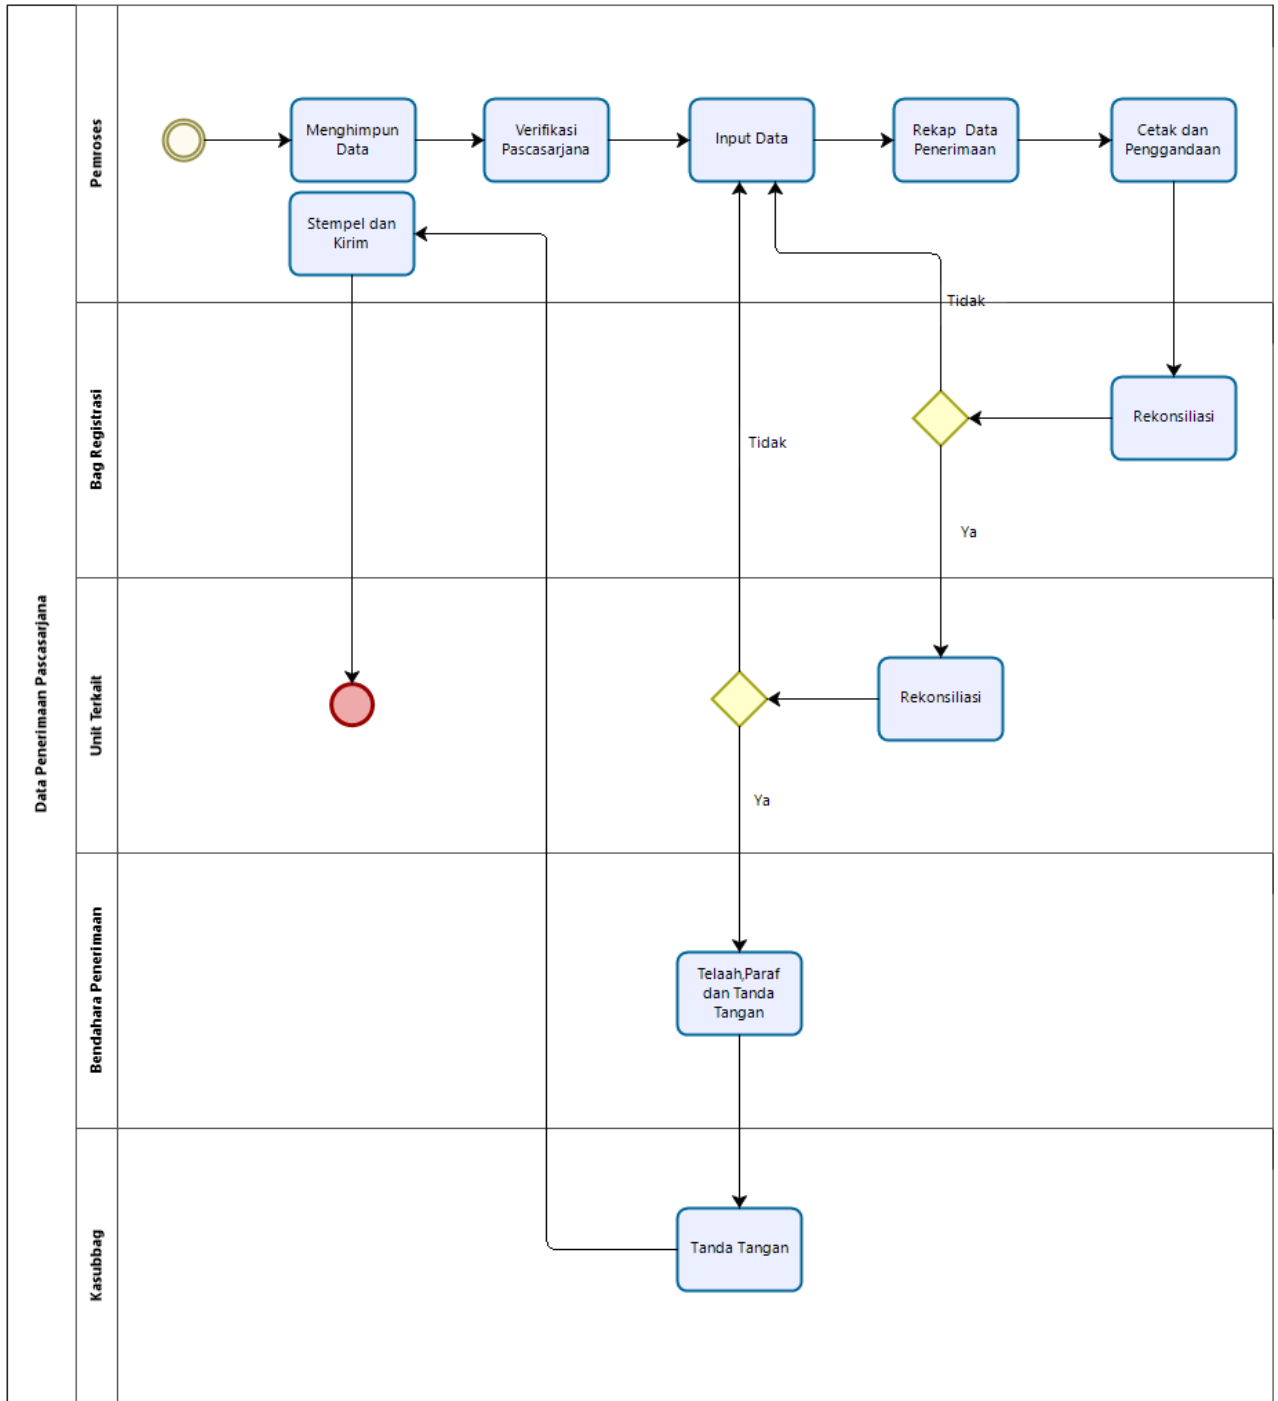 Data Penerimaan Pascasarjana
Pemroses
Menghimpun
Data
Verifikasi
Pascasarjana
Input Data
Rekap  Data
Penerimaan
Cetak dan
Penggandaan
Stempel dan
Kirim
Tidak
Bag Registrasi
Rekonsiliasi
Tidak
Ya
Unit Terkait
Rekonsiliasi
Ya
Bendahara Penerimaan
Telaah,Paraf
dan Tanda
Tangan
Kasubbag
Tanda Tangan